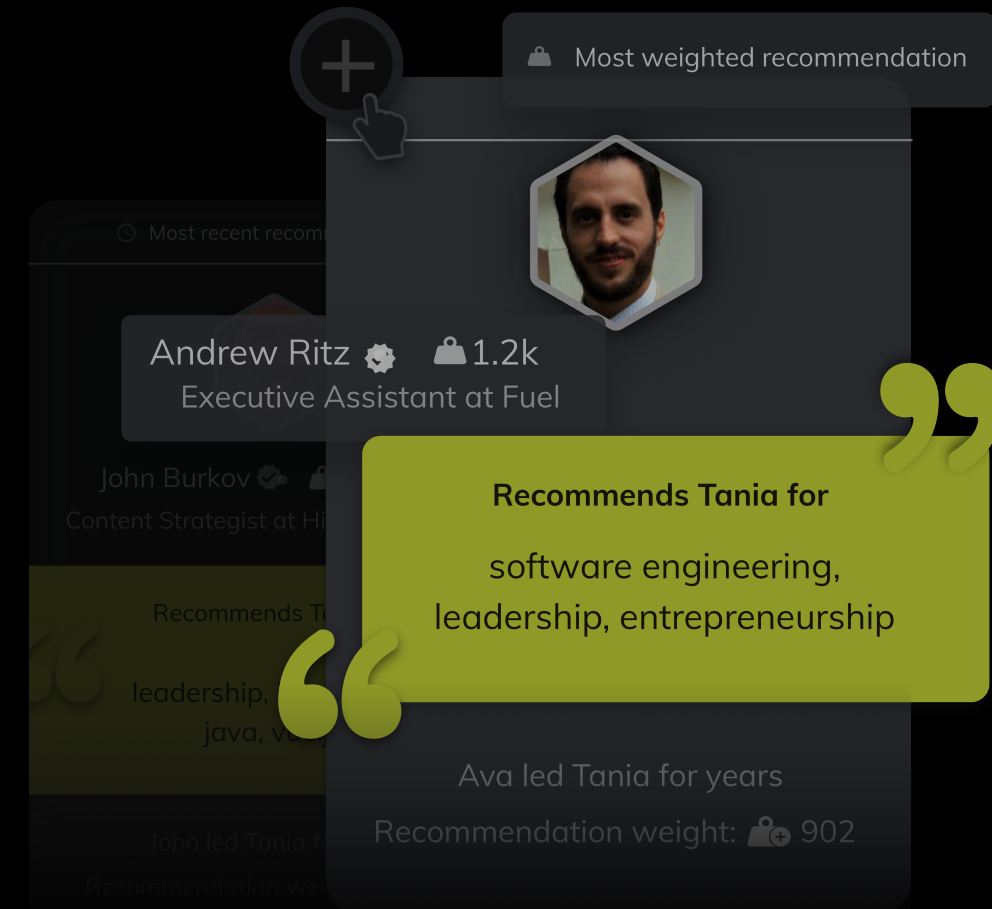 Most weighted recommendation
Most recent recom
Andrew Ritz 1.2k
Executive Assistant at Fuel
John Burkov
Content Strategist at Hi
Recommends Tania for
software engineering,
leadership, entrepreneurship
Recommends T
leadership,
java,
Ava led Tania for years
Recommendation weight: 902
John led Tania f
Recommendation wei